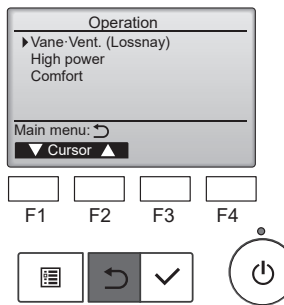 Operation
Vane·Vent. (Lossnay)
High power
Comfort
Main menu:
Cursor
F1 F2 F3 F4